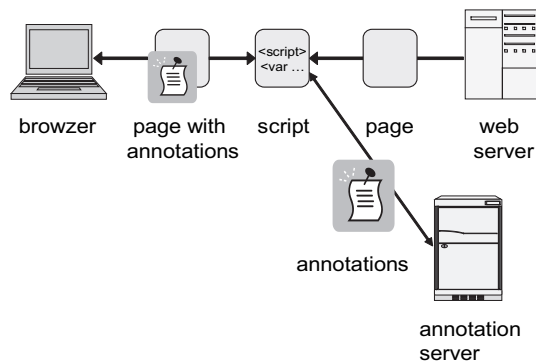 <script>
<var ...
browzer
page with
annotations
script
page
web
server
annotations
annotation
server